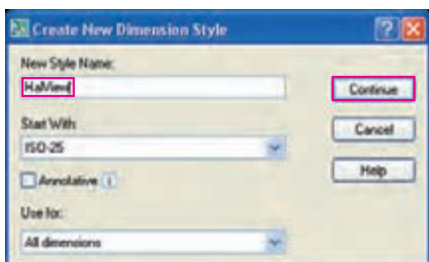 Create New Dimension Style
New Style Name:
HalView
Continue
Start With:
ISO-25
Cancel
Annotative
Help
Use for:
All dimensions